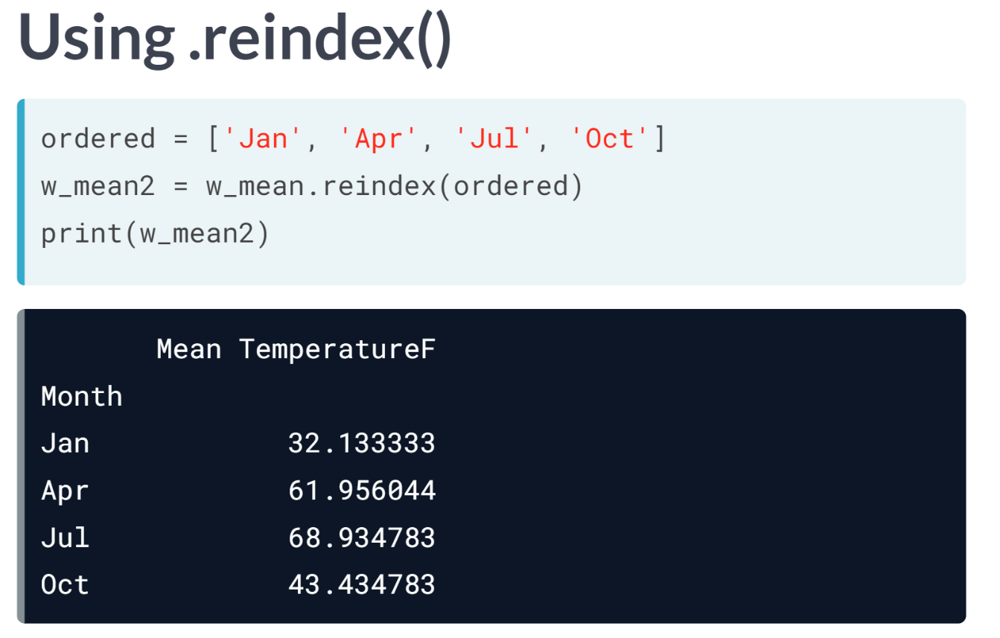 Using .reindex()
ordered = ['Jan', 'Apr', 'Jul', 'Oct']
w_mean2 = w_mean.reindex(ordered)
print(w_mean2)
Mean TemperatureF
Month
Jan 32.133333
Apr 61.956044
Jul 68.934783
Oct 43.434783